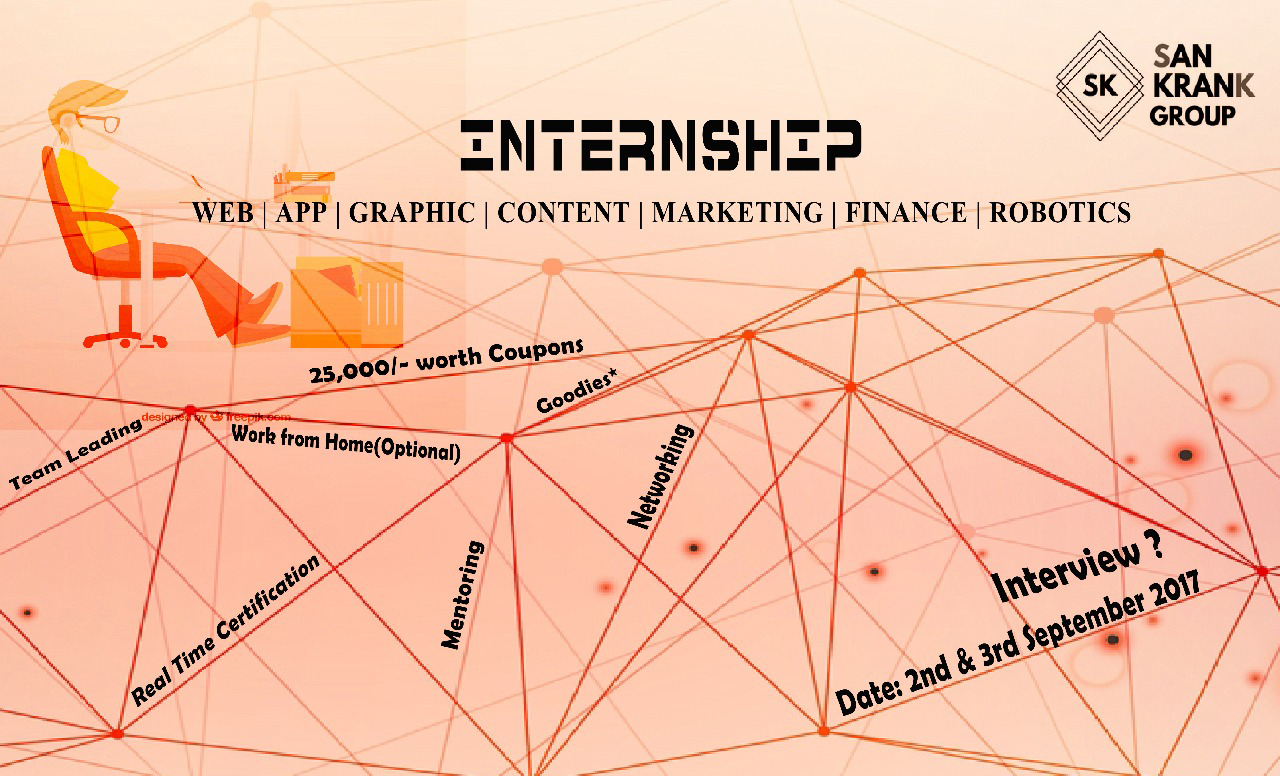 SK
SAN
KRANK
GROUP
INTERNSHIP
WEB | APP | GRAPHIC | CONTENT | MARKETING | FINANCE | ROBOTICS
25,000/- worth Coupons
Goodies*
designed by freepik.com
Team Leading
Work from Home(Optional)
Networking
Mentoring
Real Time Certification
Interview ?
Date: 2nd & 3rd September 2017